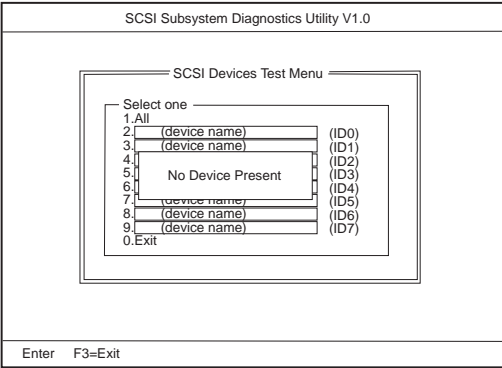 SCSI Subsystem Diagnostics Utility V1.0
SCSI Devices Test Menu
Select one
1.All
2. (device name) (ID0)
3. (device name) (ID1)
4. (ID2)
5. No Device Present (ID3)
6. (ID4)
7. (device name) (ID5)
8. (device name) (ID6)
9. (device name) (ID7)
0.Exit
Enter F3=Exit